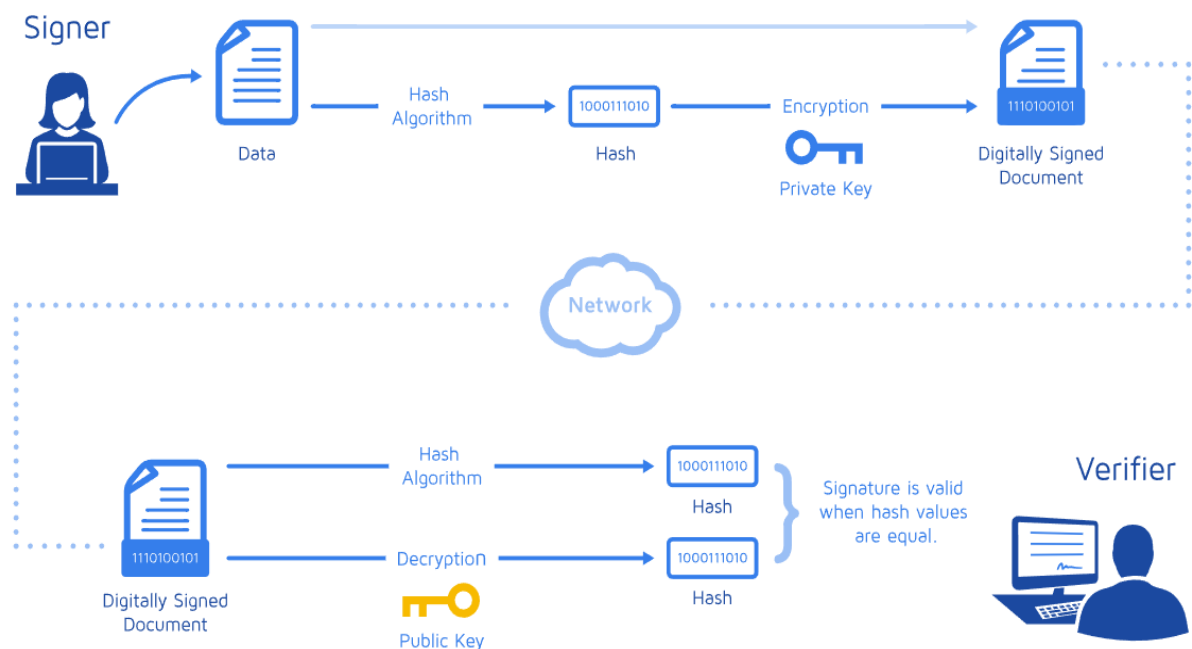 Signer
Hash
Algorithm
1000111010
Encryption
1110100101
Data
Hash
Private Key
Digitally Signed
Document
Network
Hash
Algorithm
1000111010
Hash
Signature is valid
when hash values
are equal.
Verifier
1110100101
Decryption
1000111010
Hash
Digitally Signed
Document
Public Key